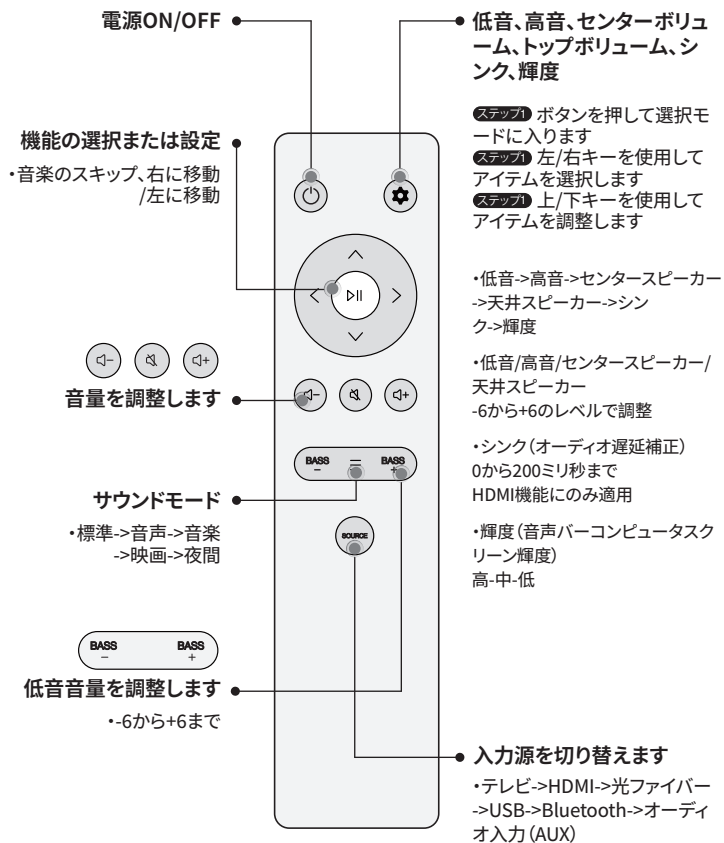 電源ON/OFF
機能の選択または設定
・音楽のスキップ、右に移動
/左に移動
音量を調整します
サウンドモード
・標準->音声->音楽
->映画->夜間
BASS
BASS
−
+
低音音量を調整します
・-6から+6まで
BASS
BASS
−
+
SOURCE
低音、高音、センターボリュ
ーム、トップボリューム、シ
ンク、輝度
ステップ1 ボタンを押して選択モ
ードに入ります
ステップ1 左/右キーを使用して
アイテムを選択します
ステップ1 上/下キーを使用して
アイテムを調整します
・低音->高音->センタースピーカー
->天井スピーカー->シン
ク->輝度
・低音/高音/センタースピーカー/
天井スピーカー
-6から+6のレベルで調整
・シンク（オーディオ遅延補正）
0から200ミリ秒まで
HDMI機能にのみ適用
・輝度（音声バーコンピュータスク
リーン輝度）
高-中-低
入力源を切り替えます
・テレビ->HDMI->光ファイバー
->USB->Bluetooth->オーディ
オ入力（AUX）